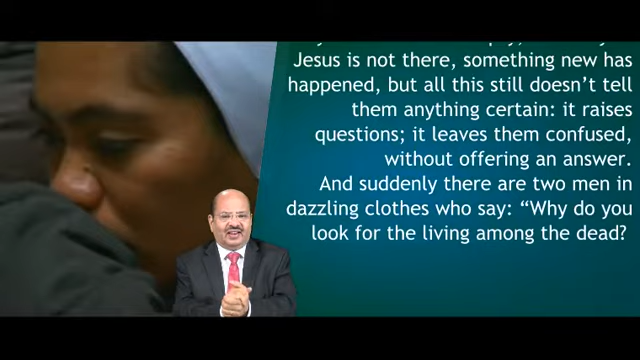 Jesus is not there, something new has
happened, but all this still doesn't tell
them anything certain: it raises
questions; it leaves them confused,
without offering an answer.
And suddenly there are two men in
dazzling clothes who say: “Why do you
look for the living among the dead?